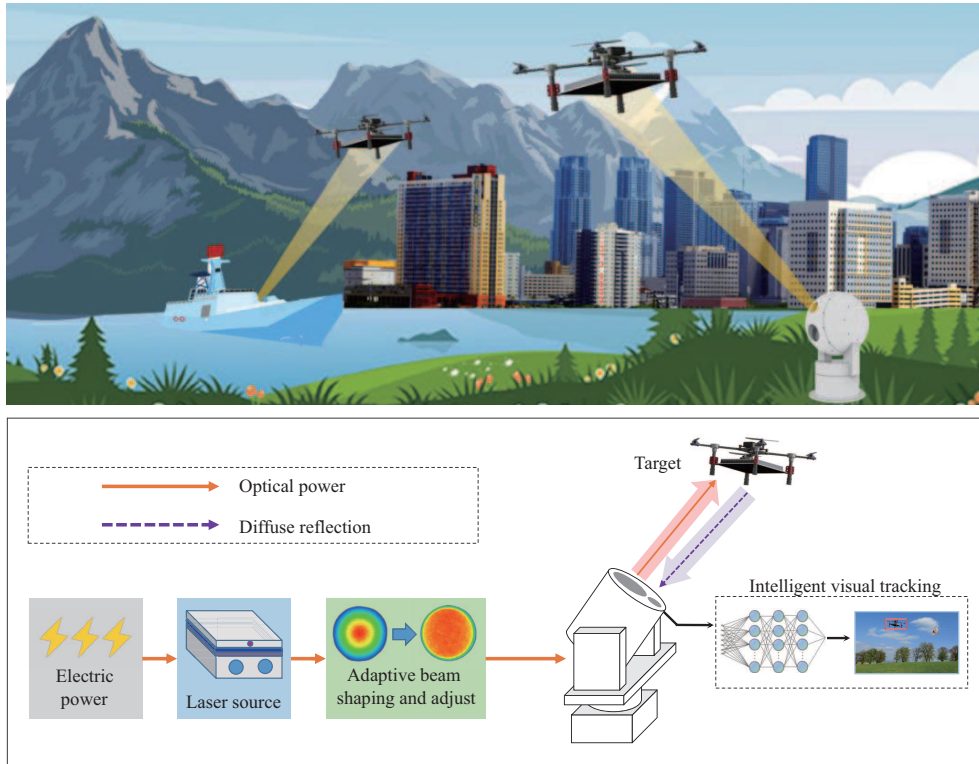 Target
Optical power
Diffuse reflection
Intelligent visual tracking
Electric
power
Laser source
Adaptive beam
shaping and adjust